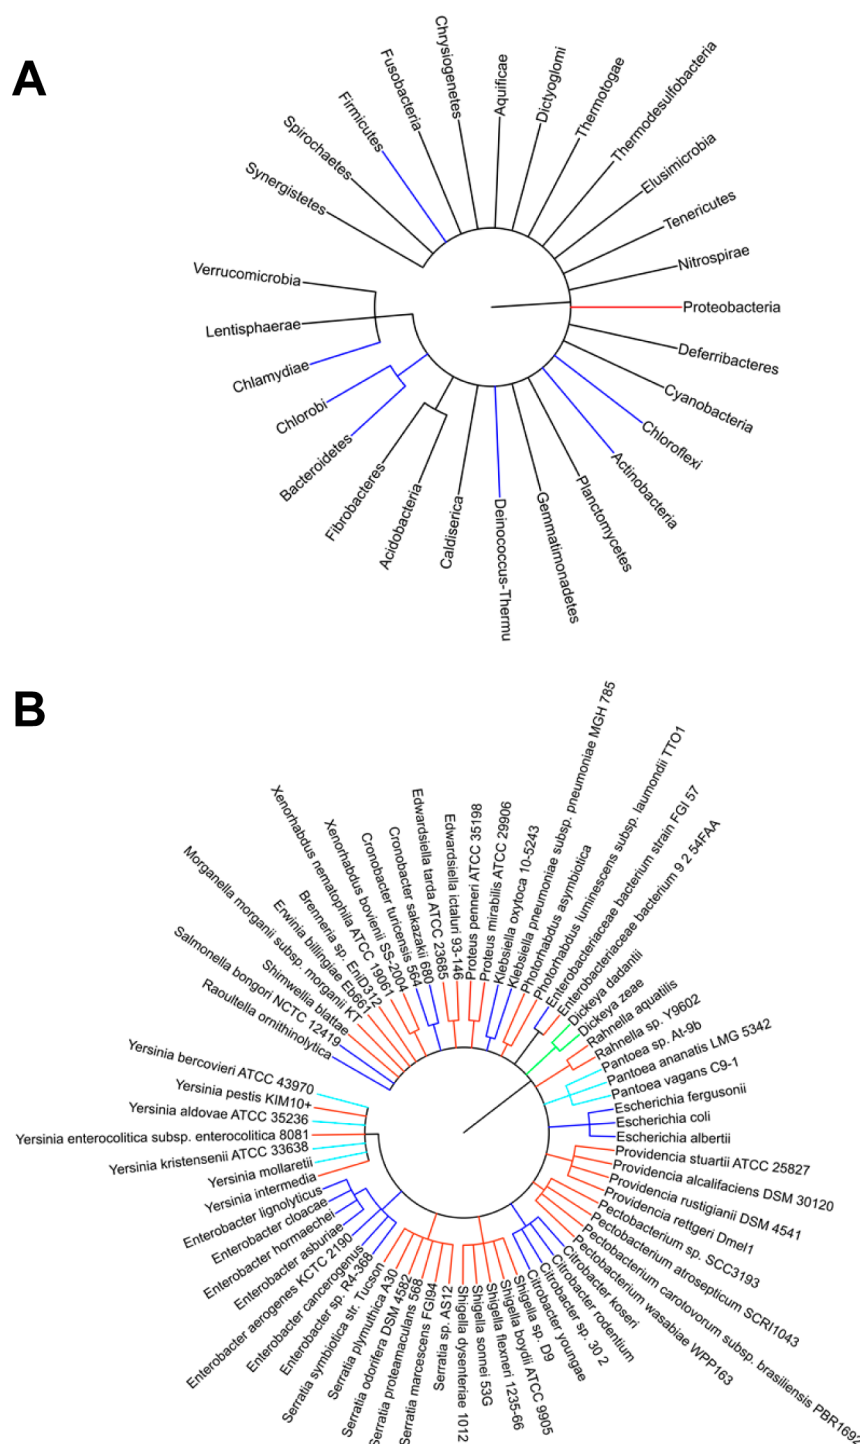 A
Chrysiogenetes
Aquificae
Dictyoglomi
Thermotogae
Thermodesulfobacteria
Elusimicrobia
Tenericutes
Nitrospirae
Proteobacteria
Deferribacteres
Cyanobacteria
Chloroflexi
Actinobacteria
Planctomycetes
Gemmatimonadetes
Deinococcus-Thermu
Caldiserica
Acidobacteria
Fibrobacteres
Bacteroidetes
Chlorobi
Chlamydiae
Lentisphaerae
Verrucomicrobia
Synergistetes
Spirochaetes
Firmicutes
Fusobacteria
B
Yersinia bercovieri ATCC 43970
Raoultella ornithinolytica
Salmonella bongori NCTC 12419
Morganella morganii subsp. morganii KT
Shimwellia blattae
Erwinia billingiae Eb661
Brenneria sp. EniD312
Xenorhabdus nematophila ATCC 19061
Xenorhabdus bovienii SS-2004
Cronobacter turicensis 564
Cronobacter sakazakii 680
Edwardsiella tarda ATCC 23685
Edwardsiella ictaluri 93-146
Proteus penneri ATCC 35198
Proteus mirabilis ATCC 29906
Klebsiella oxytoca 10-5243
Klebsiella pneumoniae subsp. pneumoniae MGH 785
Photorhabdus asymbiotica
Photorhabdus luminescens subsp. laumondii TTO1
Enterobacteriaceae bacterium strain FGI 57
Enterobacteriaceae bacterium 9 2 54FAA
Dickeya dadantii
Dickeya zeae
Rahnella aquatilis
Rahnella sp. Y9602
Pantoea sp. At-9b
Pantoea ananatis LMG 5342
Pantoea vagans C9-1
Escherichia fergusonii
Escherichia coli
Escherichia albertii
Providencia stuartii ATCC 25827
Providencia alcalifaciens DSM 30120
Providencia rustigianii DSM 4541
Providencia rettgeri Dmel1
Pectobacterium sp. SCC3193
Pectobacterium atrosepticum SCRI1043
Pectobacterium carotovorum subsp. brasiliensis PBR1692
Pectobacterium wasabiae WPP163
Citrobacter koseri
Citrobacter rodentium
Citrobacter sp. 30 2
Citrobacter youngae
Shigella sp. D9
Shigella boydii ATCC 9905
Shigella flexneri 1235-66
Shigella sonnei 53G
Shigella dysenteriae 1012
Serratia sp. AS12
Serratia marcescens FGI94
Serratia proteamaculans 568
Serratia odorifera DSM 4582
Serratia plymuthica A30
Serratia symbiotica str. Tucson
Enterobacter sp. R4-368
Enterobacter cancerogenus
Enterobacter aerogenes KCTC 2190
Enterobacter asburiae
Enterobacter hormaechei
Enterobacter cloacae
Enterobacter lignolyticus
Yersinia intermedia
Yersinia mollaretii
Yersinia kristensenii ATCC 33638
Yersinia enterocolitica subsp. enterocolitica 8081
Yersinia aldovae ATCC 35236
Yersinia pestis KIM10+